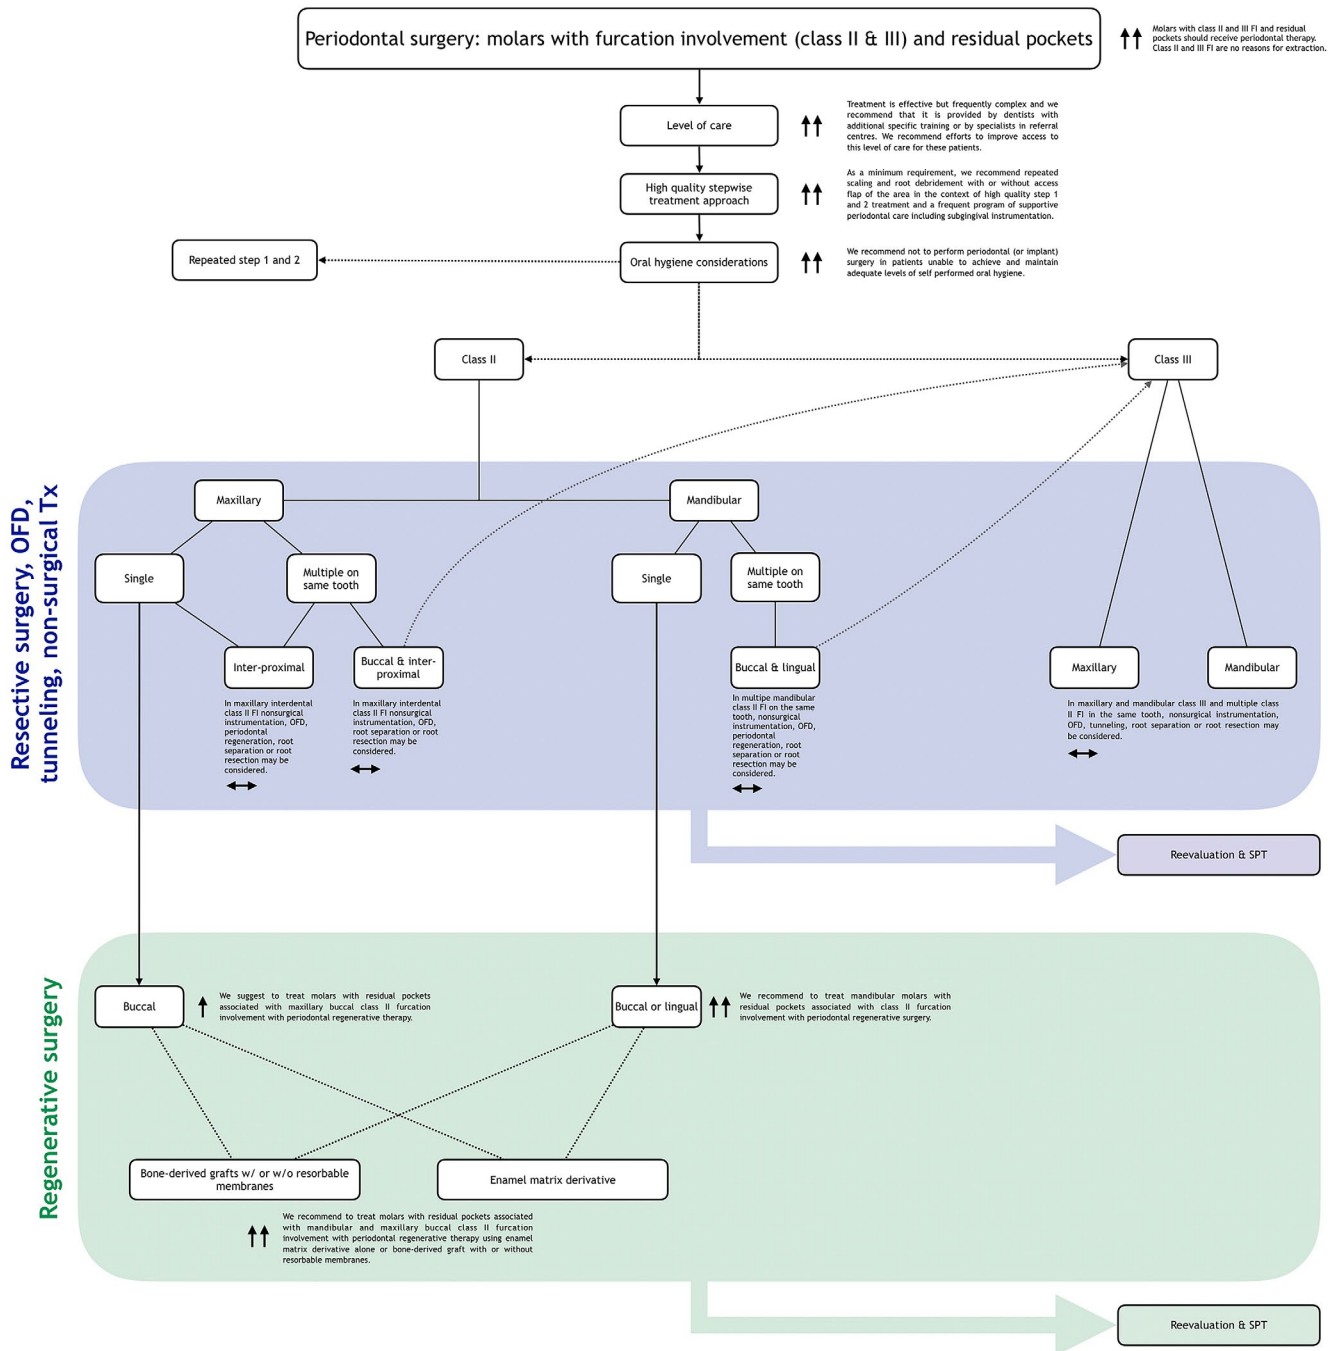 Periodontal surgery: molars with furcation involvement (class II & III) and residual pockets
Molars with class II and III FI and residual
pockets should receive periodontal therapy.
Class II and III FI are no reasons for extraction.
Level of care
Treatment is effective but frequently complex and we
recommend that it is provided by dentists with
additional specific training or by specialists in referral
centres. We recommend efforts to improve access to
this level of care for these patients.
High quality stepwise
treatment approach
As a minimum requirement, we recommend repeated
scaling and root debridement with or without access
flap of the area in the context of high quality step 1
and 2 treatment and a frequent program of supportive
periodontal care including subgingival instrumentation.
Repeated step 1 and 2
Oral hygiene considerations
We recommend not to perform periodontal (or implant)
surgery in patients unable to achieve and maintain
adequate levels of self performed oral hygiene.
Class II
Class III
Resective surgery, OFD,
tunneling, non-surgical Tx
Maxillary
Mandibular
Single
Multiple on
same tooth
Single
Multiple on
same tooth
Inter-proximal
Buccal & inter-
proximal
Buccal & lingual
Maxillary
Mandibular
In maxillary interdental
class II FI nonsurgical
instrumentation, OFD,
periodontal
regeneration, root
separation or root
resection may be
considered.
In maxillary interdental
class II FI nonsurgical
instrumentation, OFD,
root separation or root
resection may be
considered.
In multipe mandibular
class II FI on the same
tooth, nonsurgical
instrumentation, OFD,
periodontal
regeneration, root
separation or root
resection may be
considered.
In maxillary and mandibular class III and multiple class
II FI in the same tooth, nonsurgical instrumentation,
OFD, tunneling, root separation or root resection may
be considered.
Reevaluation & SPT
Regenerative surgery
Buccal
We suggest to treat molars with residual pockets
associated with maxillary buccal class II furcation
involvement with periodontal regenerative therapy.
Buccal or lingual
We recommend to treat mandibular molars with
residual pockets associated with class II furcation
involvement with periodontal regenerative surgery.
Bone-derived grafts w/ or w/o resorbable
membranes
Enamel matrix derivative
We recommend to treat molars with residual pockets associated
with mandibular and maxillary buccal class II furcation
involvement with periodontal regenerative therapy using enamel
matrix derivative alone or bone-derived graft with or without
resorbable membranes.
Reevaluation & SPT